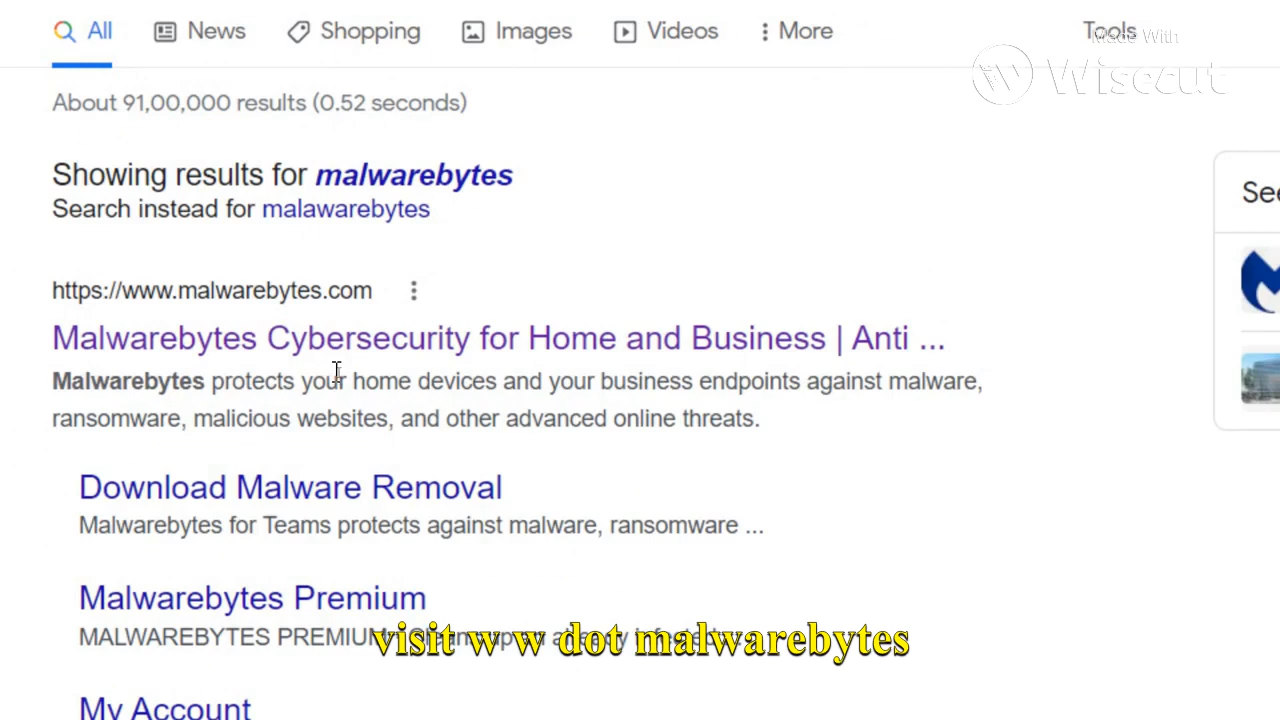 All News Shopping Images Videos More Tools
Made With
Wisecut
About 91,00,000 results (0.52 seconds)
Showing results for malwarebytes
Search instead for malawarebytes
See
https://www.malwarebytes.com
Malwarebytes Cybersecurity for Home and Business | Anti ...
Malwarebytes protects your home devices and your business endpoints against malware,
ransomware, malicious websites, and other advanced online threats.
Download Malware Removal
Malwarebytes for Teams protects against malware, ransomware ...
Malwarebytes Premium
MALWAREBYTES PREMIUM
visit w w dot malwarebytes
My Account